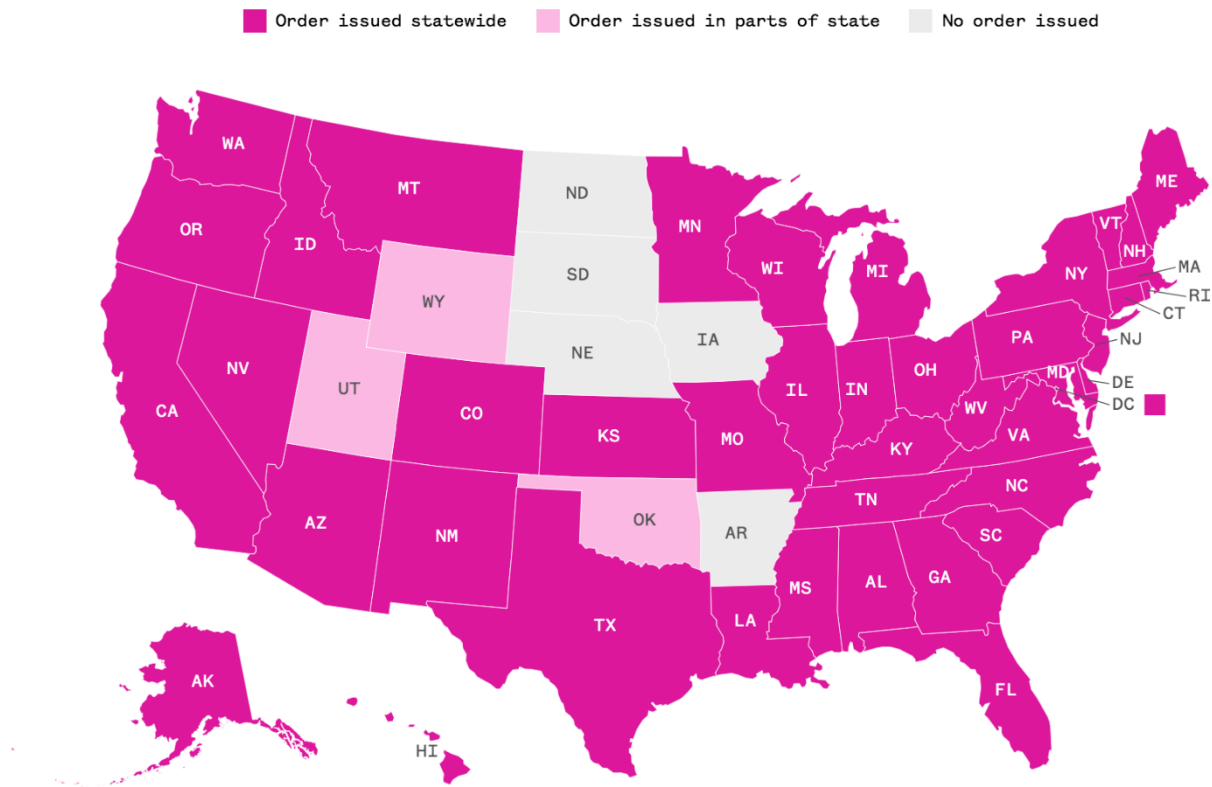 Order issued statewide Order issued in parts of state No order issued
WA
MT
ND
MN
ME
OR
ID
VT
NH
SD
WI
MI
NY
MA
WY
RI
CT
IA
PA
NJ
NE
NV
UT
OH
MD
DE
CA
CO
IL
IN
WV
DC
KS
MO
KY
VA
TN
NC
AZ
NM
OK
AR
SC
MS
AL
GA
TX
LA
AK
FL
HI